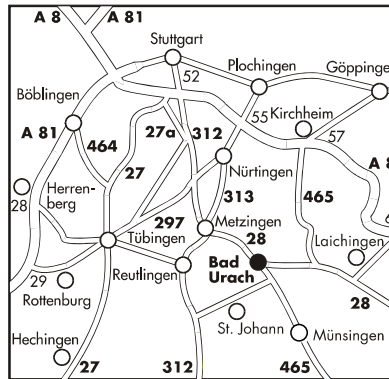 A 8
A 81
Stuttgart
52
Plochingen
Göppinge
Böblingen
55
Kirchheim
57
A 81
464
27a
312
27
Nürtingen
A 8
28
Herren-
berg
313
465
297
Metzingen
28
Tübingen
Laichingen
29
Reutlingen
Bad
Urach
Rottenburg
28
St. Johann
Münsingen
Hechingen
27
312
465